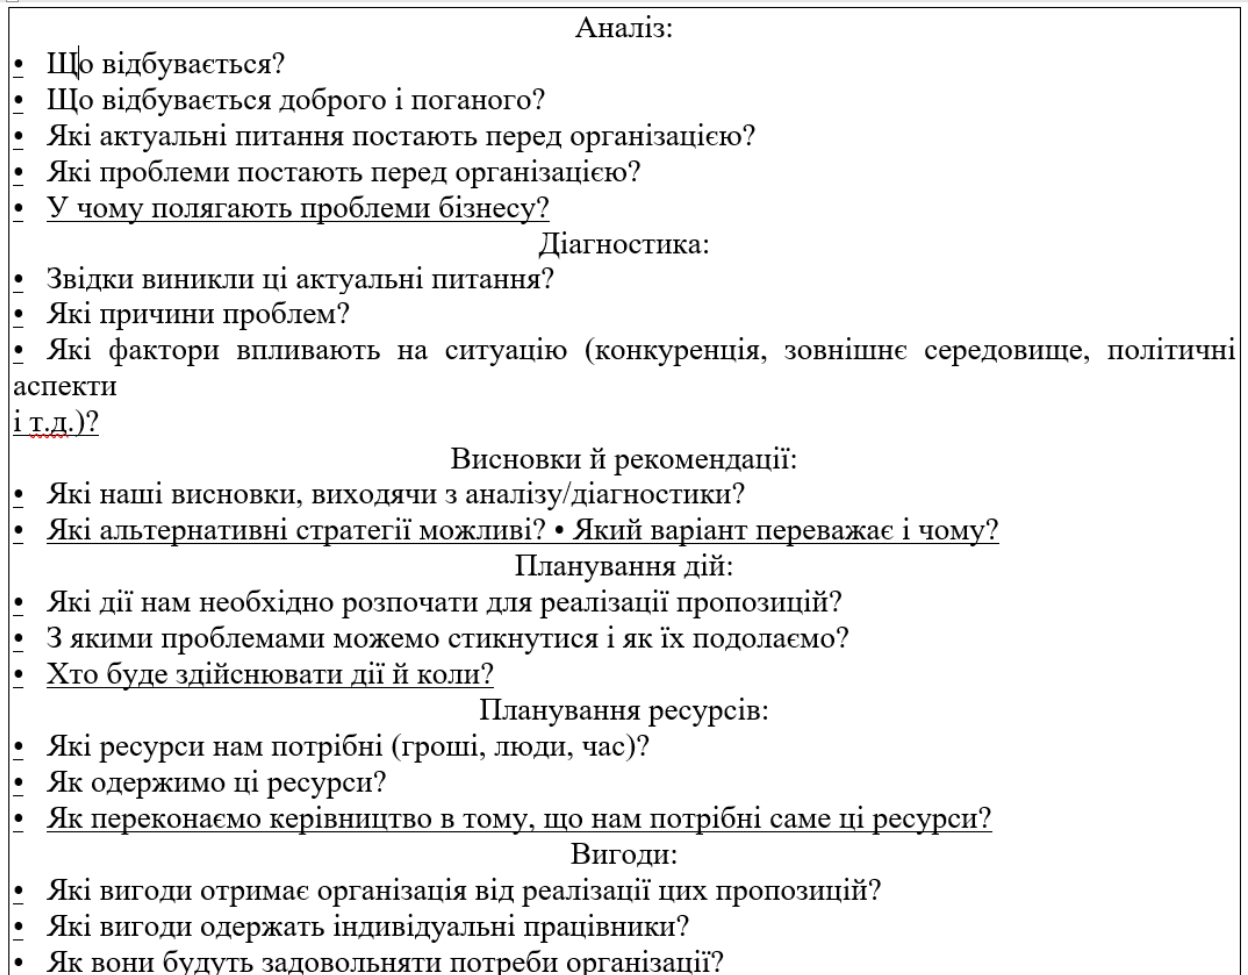 Аналіз:
• Що відбувається?
• Що відбувається доброго і поганого?
• Які актуальні питання постають перед організацією?
• Які проблеми постають перед організацією?
• У чому полягають проблеми бізнесу?
Діагностика:
• Звідки виникли ці актуальні питання?
• Які причини проблем?
• Які фактори впливають на ситуацію (конкуренція, зовнішнє середовище, політичні
аспекти
і т.д.)?
Висновки й рекомендації:
• Які наші висновки, виходячи з аналізу/діагностики?
• Які альтернативні стратегії можливі? • Який варіант переважає і чому?
Планування дій:
• Які дії нам необхідно розпочати для реалізації пропозицій?
• З якими проблемами можемо стикнутися і як їх подолаємо?
• Хто буде здійснювати дії й коли?
Планування ресурсів:
• Які ресурси нам потрібні (гроші, люди, час)?
• Як одержимо ці ресурси?
• Як переконаємо керівництво в тому, що нам потрібні саме ці ресурси?
Вигоди:
• Які вигоди отримає організація від реалізації цих пропозицій?
• Які вигоди одержать індивідуальні працівники?
• Як вони будуть задовольняти потреби організації?